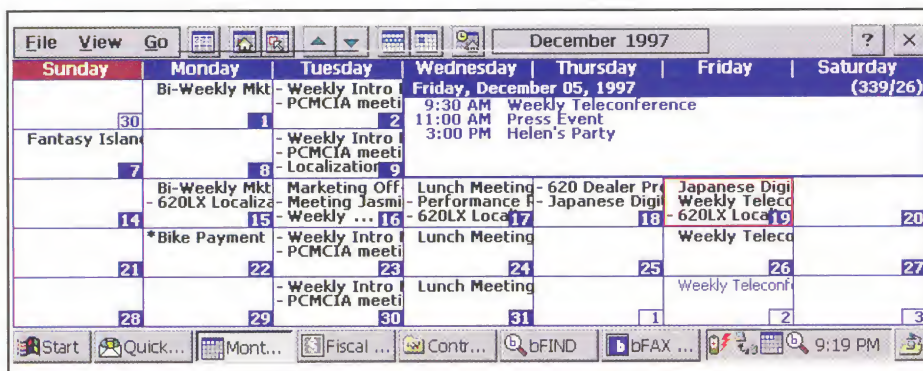 File View Go December 1997 ? ×
Sunday Monday Tuesday Wednesday Thursday Friday Saturday
Friday, December 05, 1997 (339/26)
9:30 AM Weekly Teleconference
11:00 AM Press Event
3:00 PM Helen's Party
Bi-Weekly Mkt - Weekly Intro
- PCMCIA meeti
30 1 2
Fantasy Island - Weekly Intro
- PCMCIA meeti
- Localization
7 8 9
Bi-Weekly Mkt Marketing Off Lunch Meeting - 620 Dealer Pr Japanese Digi
- 620LX Localiza - Meeting Jasmi - Performance - Japanese Digi Weekly Telec
- Weekly ... - 620LX Loca - 620LX Loca
14 15 16 17 18 19 20
*Bike Payment - Weekly Intro Lunch Meeting Weekly Teleco
- PCMCIA meeti
21 22 23 24 25 26 27
- Weekly Intro Lunch Meeting Weekly Teleconf
- PCMCIA meeti
28 29 30 31 1 2 3
Start Quick... Mont... Fiscal ... Contr... bFIND bFAX ... 9:19 PM